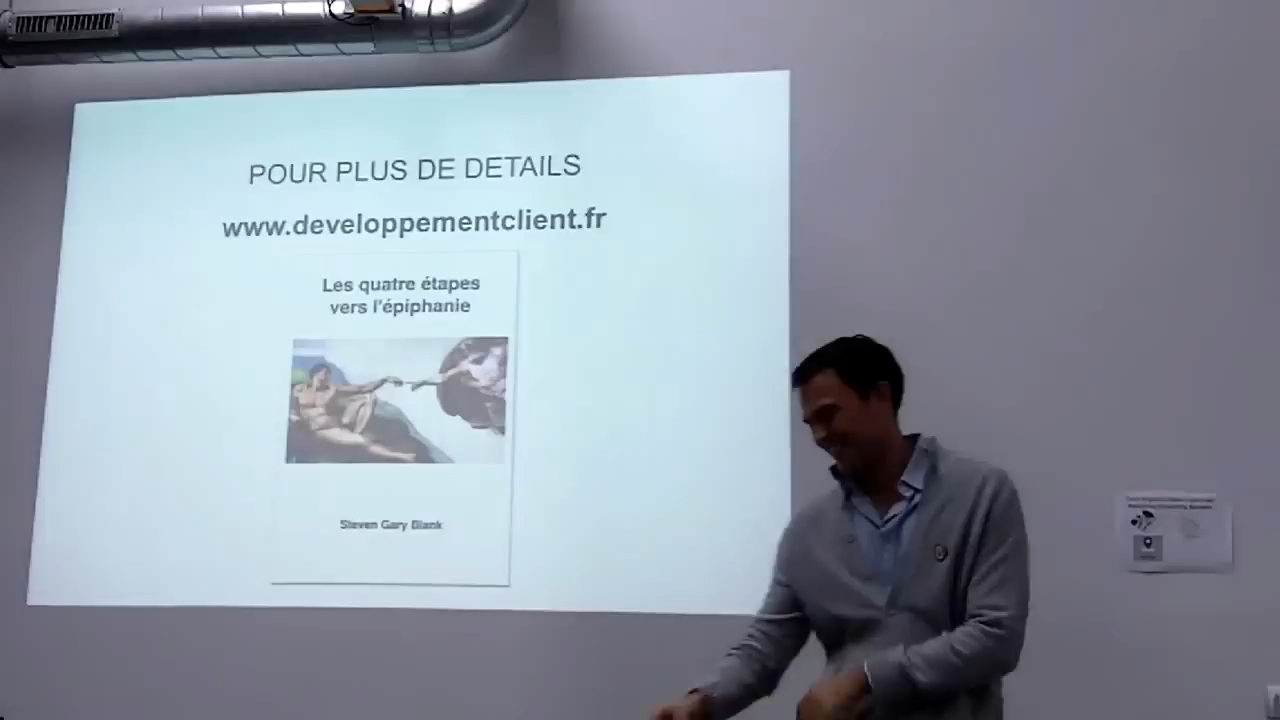 POUR PLUS DE DETAILS
www.developpementclient.fr
Les quatre étapes
vers l'épiphanie
Steven Gary Blank